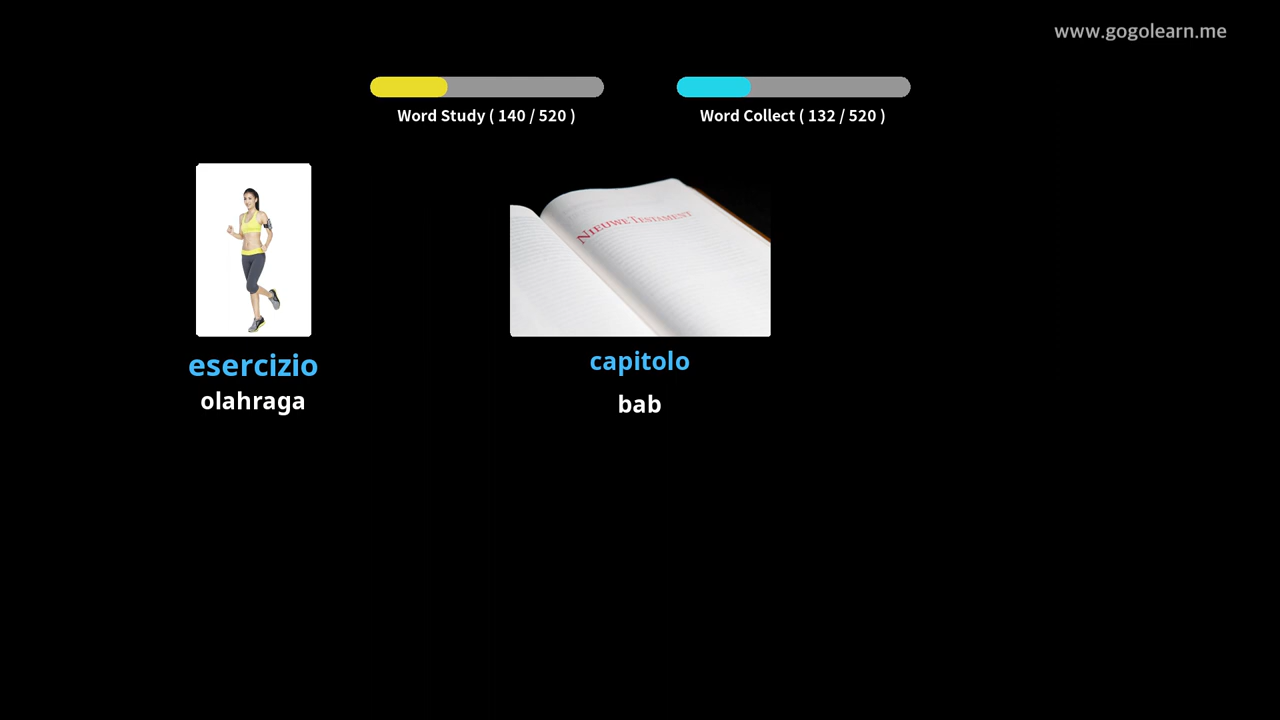 www.gogolearn.me
Word Study ( 140 / 520 )
Word Collect ( 132 / 520 )
NIEUWE TESTAMENT
esercizio
olahraga
capitolo
bab